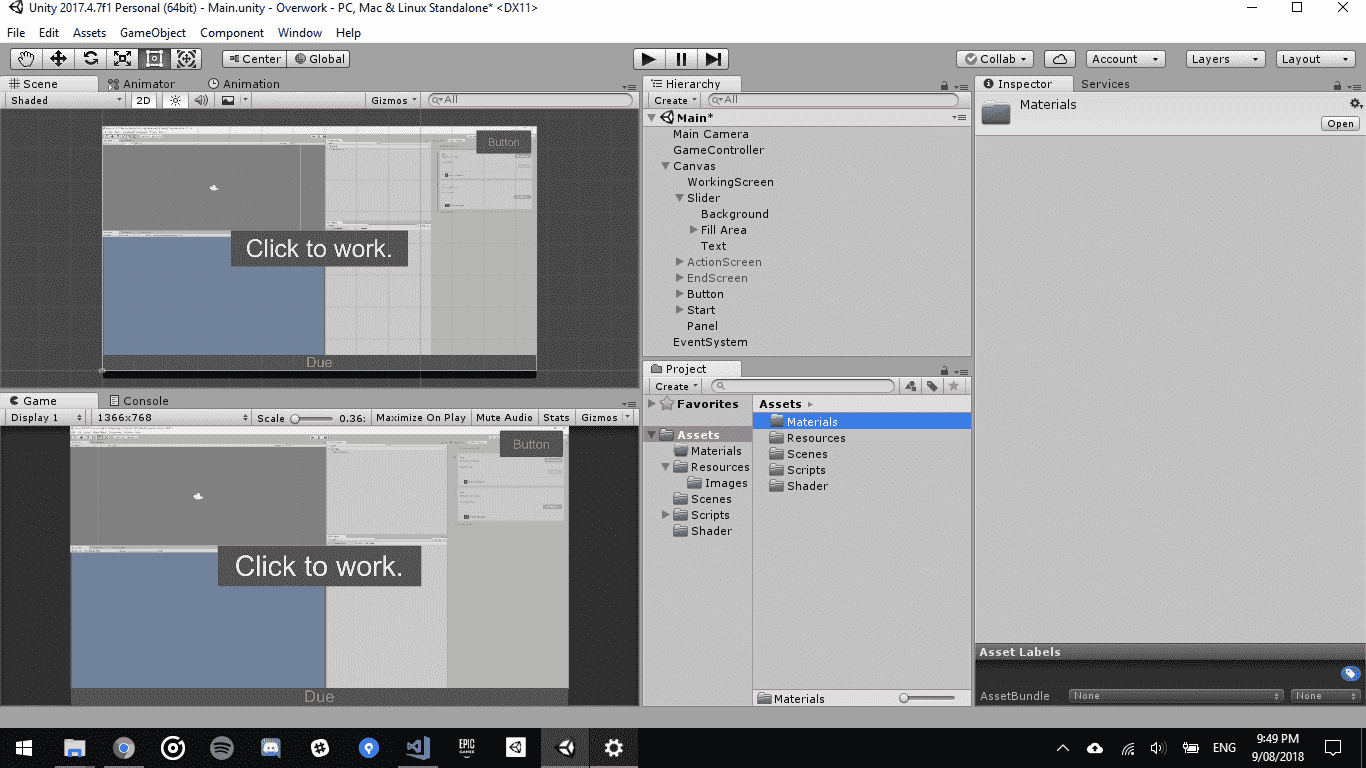 Unity 2017.4.7f1 Personal (64bit) - Main.unity - Overwork - PC, Mac & Linux Standalone* <DX11>
File Edit Assets GameObject Component Window Help
Center Global Collab Account Layers Layout
Scene Animator Animation
Shaded 2D Gizmos All
Button
Click to work.
Due
Game Console
Display 1 1366x768 Scale 0.36: Maximize On Play Mute Audio Stats Gizmos
Button
Click to work.
Due
Hierarchy
Create All
Main*
Main Camera
GameController
Canvas
WorkingScreen
Slider
Background
Fill Area
Text
ActionScreen
EndScreen
Button
Start
Panel
EventSystem
Project
Create
Favorites
Assets
Materials
Resources
Images
Scenes
Scripts
Shader
Assets
Materials
Resources
Scenes
Scripts
Shader
Materials
Inspector Services
Materials
Open
Asset Labels
AssetBundle None None
EPIC
GAMES
ENG
9:49 PM
9/08/2018